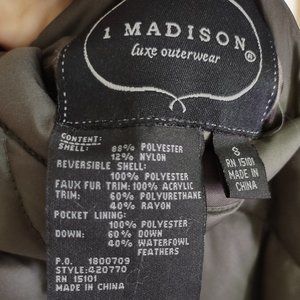 1 MADISON
luxe outerwear
®
CONTENT:
SHELL:
88% POLYESTER
12% NYLON
REVERSIBLE SHELL:
100% POLYESTER
FAUX FUR TRIM: 100% ACRYLIC
TRIM: 60% POLYURETHANE
40% RAYON
POCKET LINING:
100% POLYESTER
DOWN: 60% DOWN
40% WATERFOWL
FEATHERS
P.O. 1800709
STYLE:420770
RN 15101
MADE IN CHINA
8
RN 15101
MADE IN
CHINA